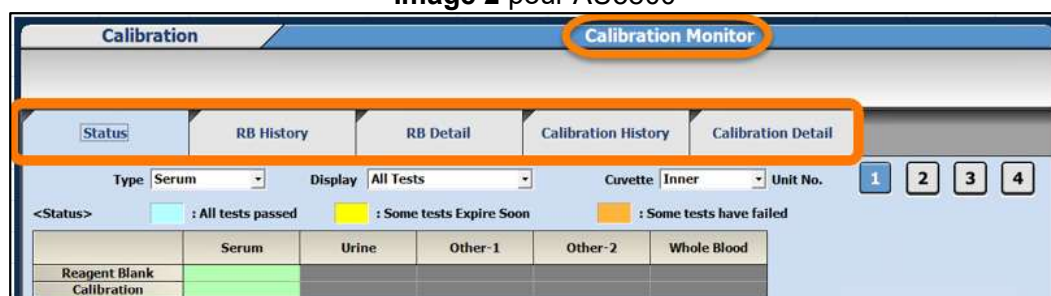 Image 2 pour AU5800
Calibration Calibration Monitor
Status RB History RB Detail Calibration History Calibration Detail
Type Serum Display All Tests Cuvette Inner Unit No. 1 2 3 4
<Status> : All tests passed : Some tests Expire Soon : Some tests have failed
Serum Urine Other-1 Other-2 Whole Blood
Reagent Blank
Calibration